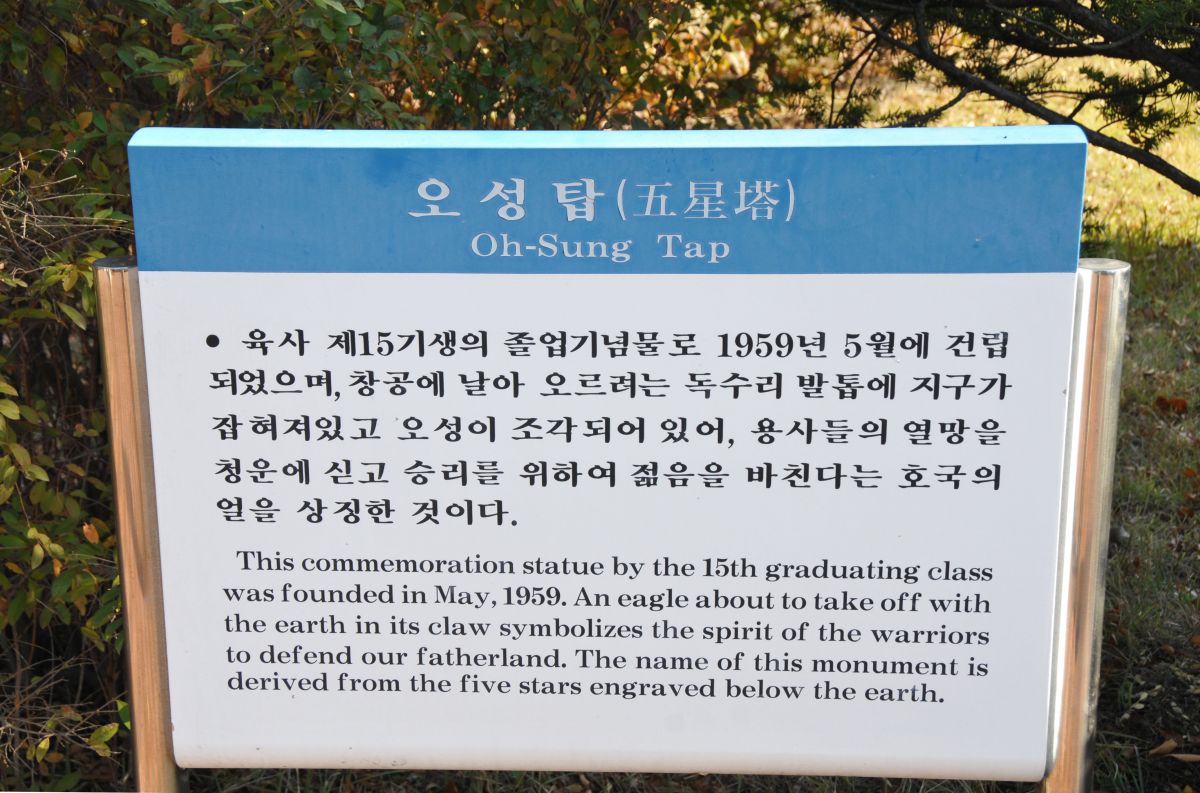 오성탑(五星塔)
Oh-Sung Tap
• 육사 제15기생의 졸업기념물로 1959년 5월에 건립
되었으며, 창공에 날아 오르려는 독수리 발톱에 지구가
잡혀져있고 오성이 조각되어 있어, 용사들의 열망을
청운에 싣고 승리를 위하여 젊음을 바친다는 호국의
얼을 상징한 것이다.
This commemoration statue by the 15th graduating class
was founded in May, 1959. An eagle about to take off with
the earth in its claw symbolizes the spirit of the warriors
to defend our fatherland. The name of this monument is
derived from the five stars engraved below the earth.